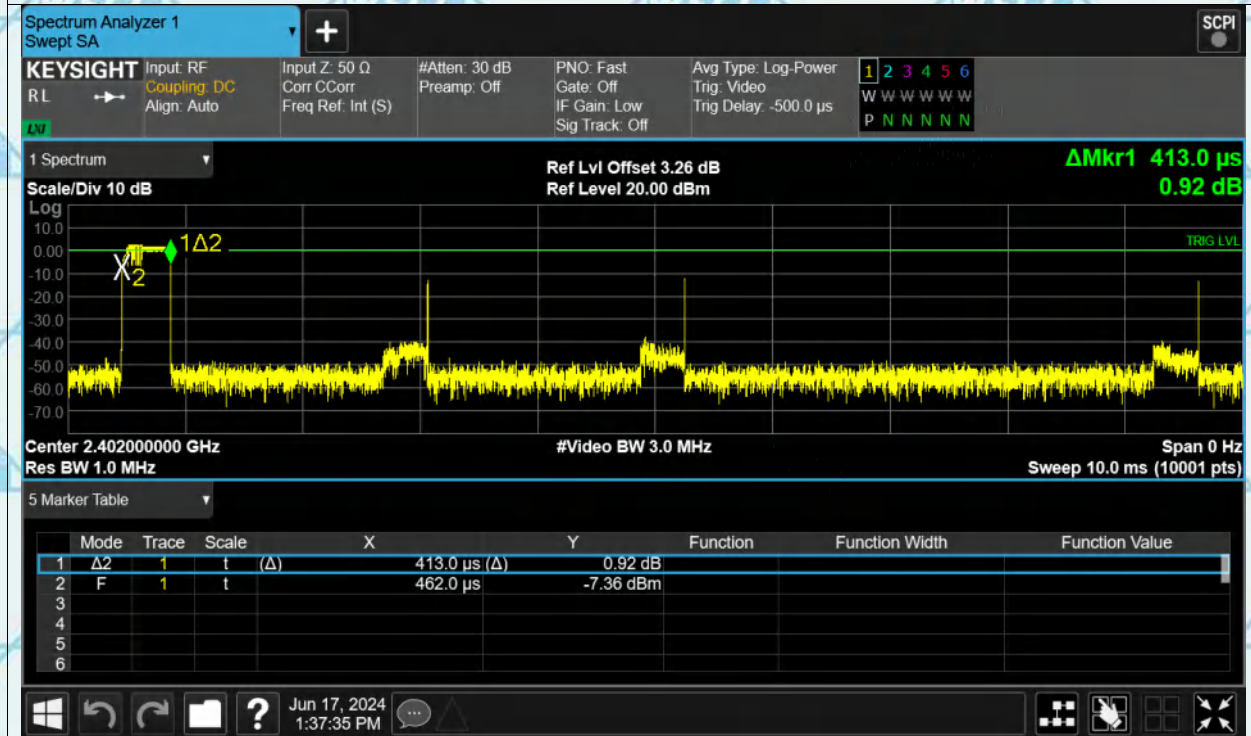 Spectrum Analyzer 1
Swept SA
+
SCPI
KEYSIGHT
RL
LXI
Input: RF
Coupling: DC
Align: Auto
Input Z: 50 Ω
Corr CCorr
Freq Ref: Int (S)
#Atten: 30 dB
Preamp: Off
PNO: Fast
Gate: Off
IF Gain: Low
Sig Track: Off
Avg Type: Log-Power
Trig: Video
Trig Delay: -500.0 µs
1 2 3 4 5 6
W W W W W W
P N N N N N
1 Spectrum
Scale/Div 10 dB
Ref Lvl Offset 3.26 dB
Ref Level 20.00 dBm
ΔMkr1 413.0 µs
0.92 dB
Log
10.0
0.00
-10.0
-20.0
-30.0
-40.0
-50.0
-60.0
-70.0
1Δ2
X2
TRIG LVL
Center 2.402000000 GHz
Res BW 1.0 MHz
#Video BW 3.0 MHz
Span 0 Hz
Sweep 10.0 ms (10001 pts)
5 Marker Table
Mode Trace Scale X Y Function Function Width Function Value
1 Δ2 1 t (Δ) 413.0 µs (Δ) 0.92 dB
2 F 1 t 462.0 µs -7.36 dBm
3
4
5
6
?
Jun 17, 2024
1:37:35 PM